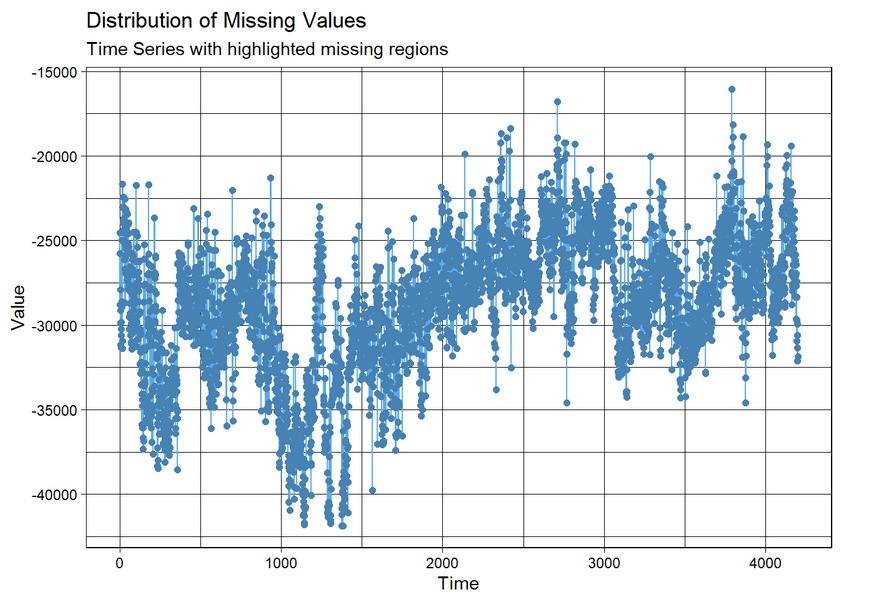 Distribution of Missing Values
Time Series with highlighted missing regions
-15000
-20000
-25000
-30000
-35000
-40000
Value
0 1000 2000 3000 4000
Time